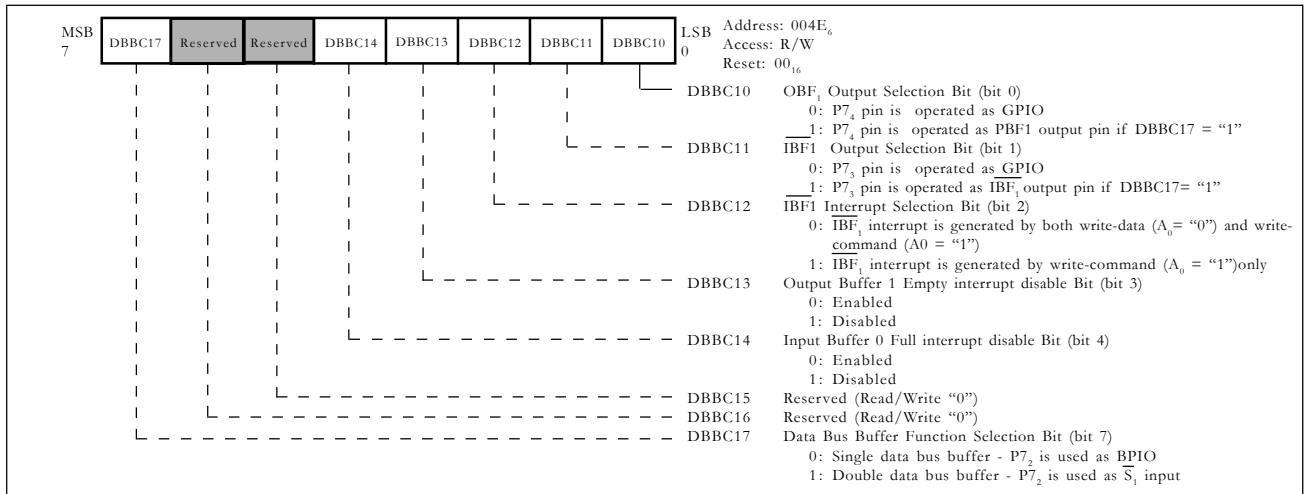 MSB
7
DBBC17 Reserved Reserved DBBC14 DBBC13 DBBC12 DBBC11 DBBC10
LSB
0
Address: 004E₆
Access: R/W
Reset: 00₁₆
DBBC10 OBF₁ Output Selection Bit (bit 0)
0: P7₄ pin is operated as GPIO
1: P7₄ pin is operated as PBF1 output pin if DBBC17 = “1”
DBBC11 I̅B̅F̅1 Output Selection Bit (bit 1)
0: P7₃ pin is operated as GPIO
1: P7₃ pin is operated as I̅B̅F̅₁ output pin if DBBC17= “1”
DBBC12 I̅B̅F̅1 Interrupt Selection Bit (bit 2)
0: I̅B̅F̅₁ interrupt is generated by both write-data (A₀= “0”) and write-
command (A0 = “1”)
1: I̅B̅F̅₁ interrupt is generated by write-command (A₀ = “1”)only
DBBC13 Output Buffer 1 Empty interrupt disable Bit (bit 3)
0: Enabled
1: Disabled
DBBC14 Input Buffer 0 Full interrupt disable Bit (bit 4)
0: Enabled
1: Disabled
DBBC15 Reserved (Read/Write “0”)
DBBC16 Reserved (Read/Write “0”)
DBBC17 Data Bus Buffer Function Selection Bit (bit 7)
0: Single data bus buffer - P7₂ is used as BPIO
1: Double data bus buffer - P7₂ is used as S̅₁ input